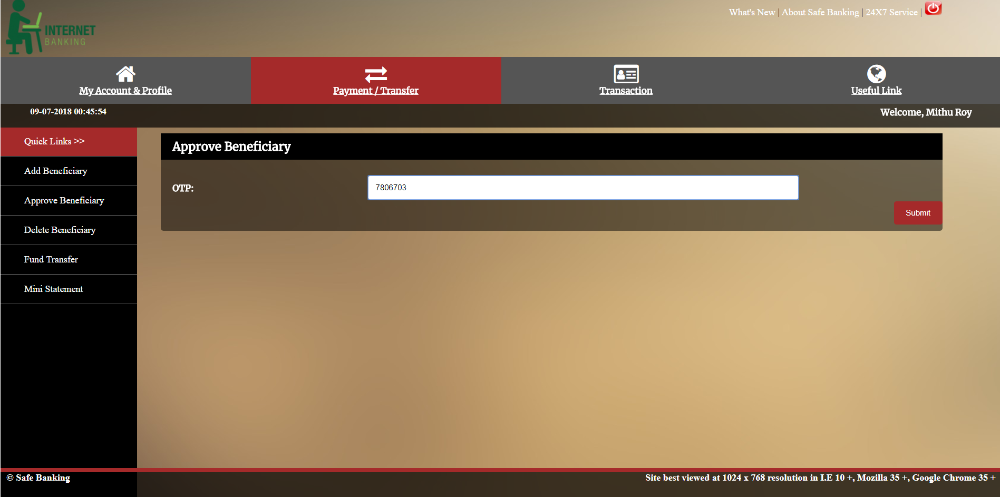 INTERNET
BANKING
What's New | About Safe Banking | 24X7 Service |
My Account & Profile
Payment / Transfer
Transaction
Useful Link
09-07-2018 00:45:54
Welcome, Mithu Roy
Quick Links >>
Add Beneficiary
Approve Beneficiary
Delete Beneficiary
Fund Transfer
Mini Statement
Approve Beneficiary
OTP:
7806703
Submit
© Safe Banking
Site best viewed at 1024 x 768 resolution in I.E 10 +, Mozilla 35 +, Google Chrome 35 +